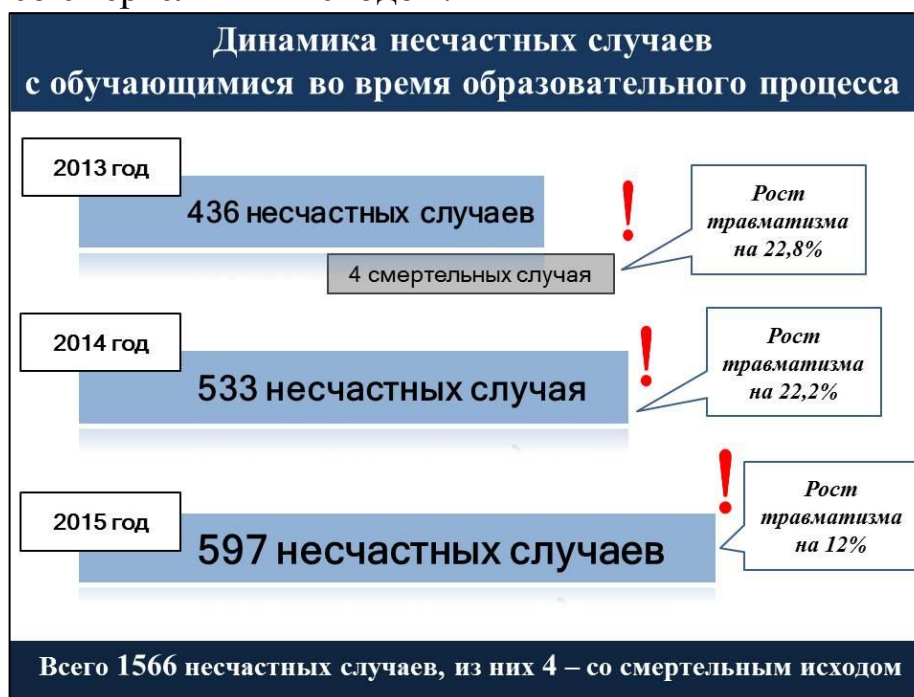 Динамика несчастных случаев
с обучающимися во время образовательного процесса
2013 год
436 несчастных случаев
4 смертельных случая
!
Рост
травматизма
на 22,8%
2014 год
533 несчастных случая
!
Рост
травматизма
на 22,2%
2015 год
597 несчастных случаев
!
Рост
травматизма
на 12%
Всего 1566 несчастных случаев, из них 4 – со смертельным исходом